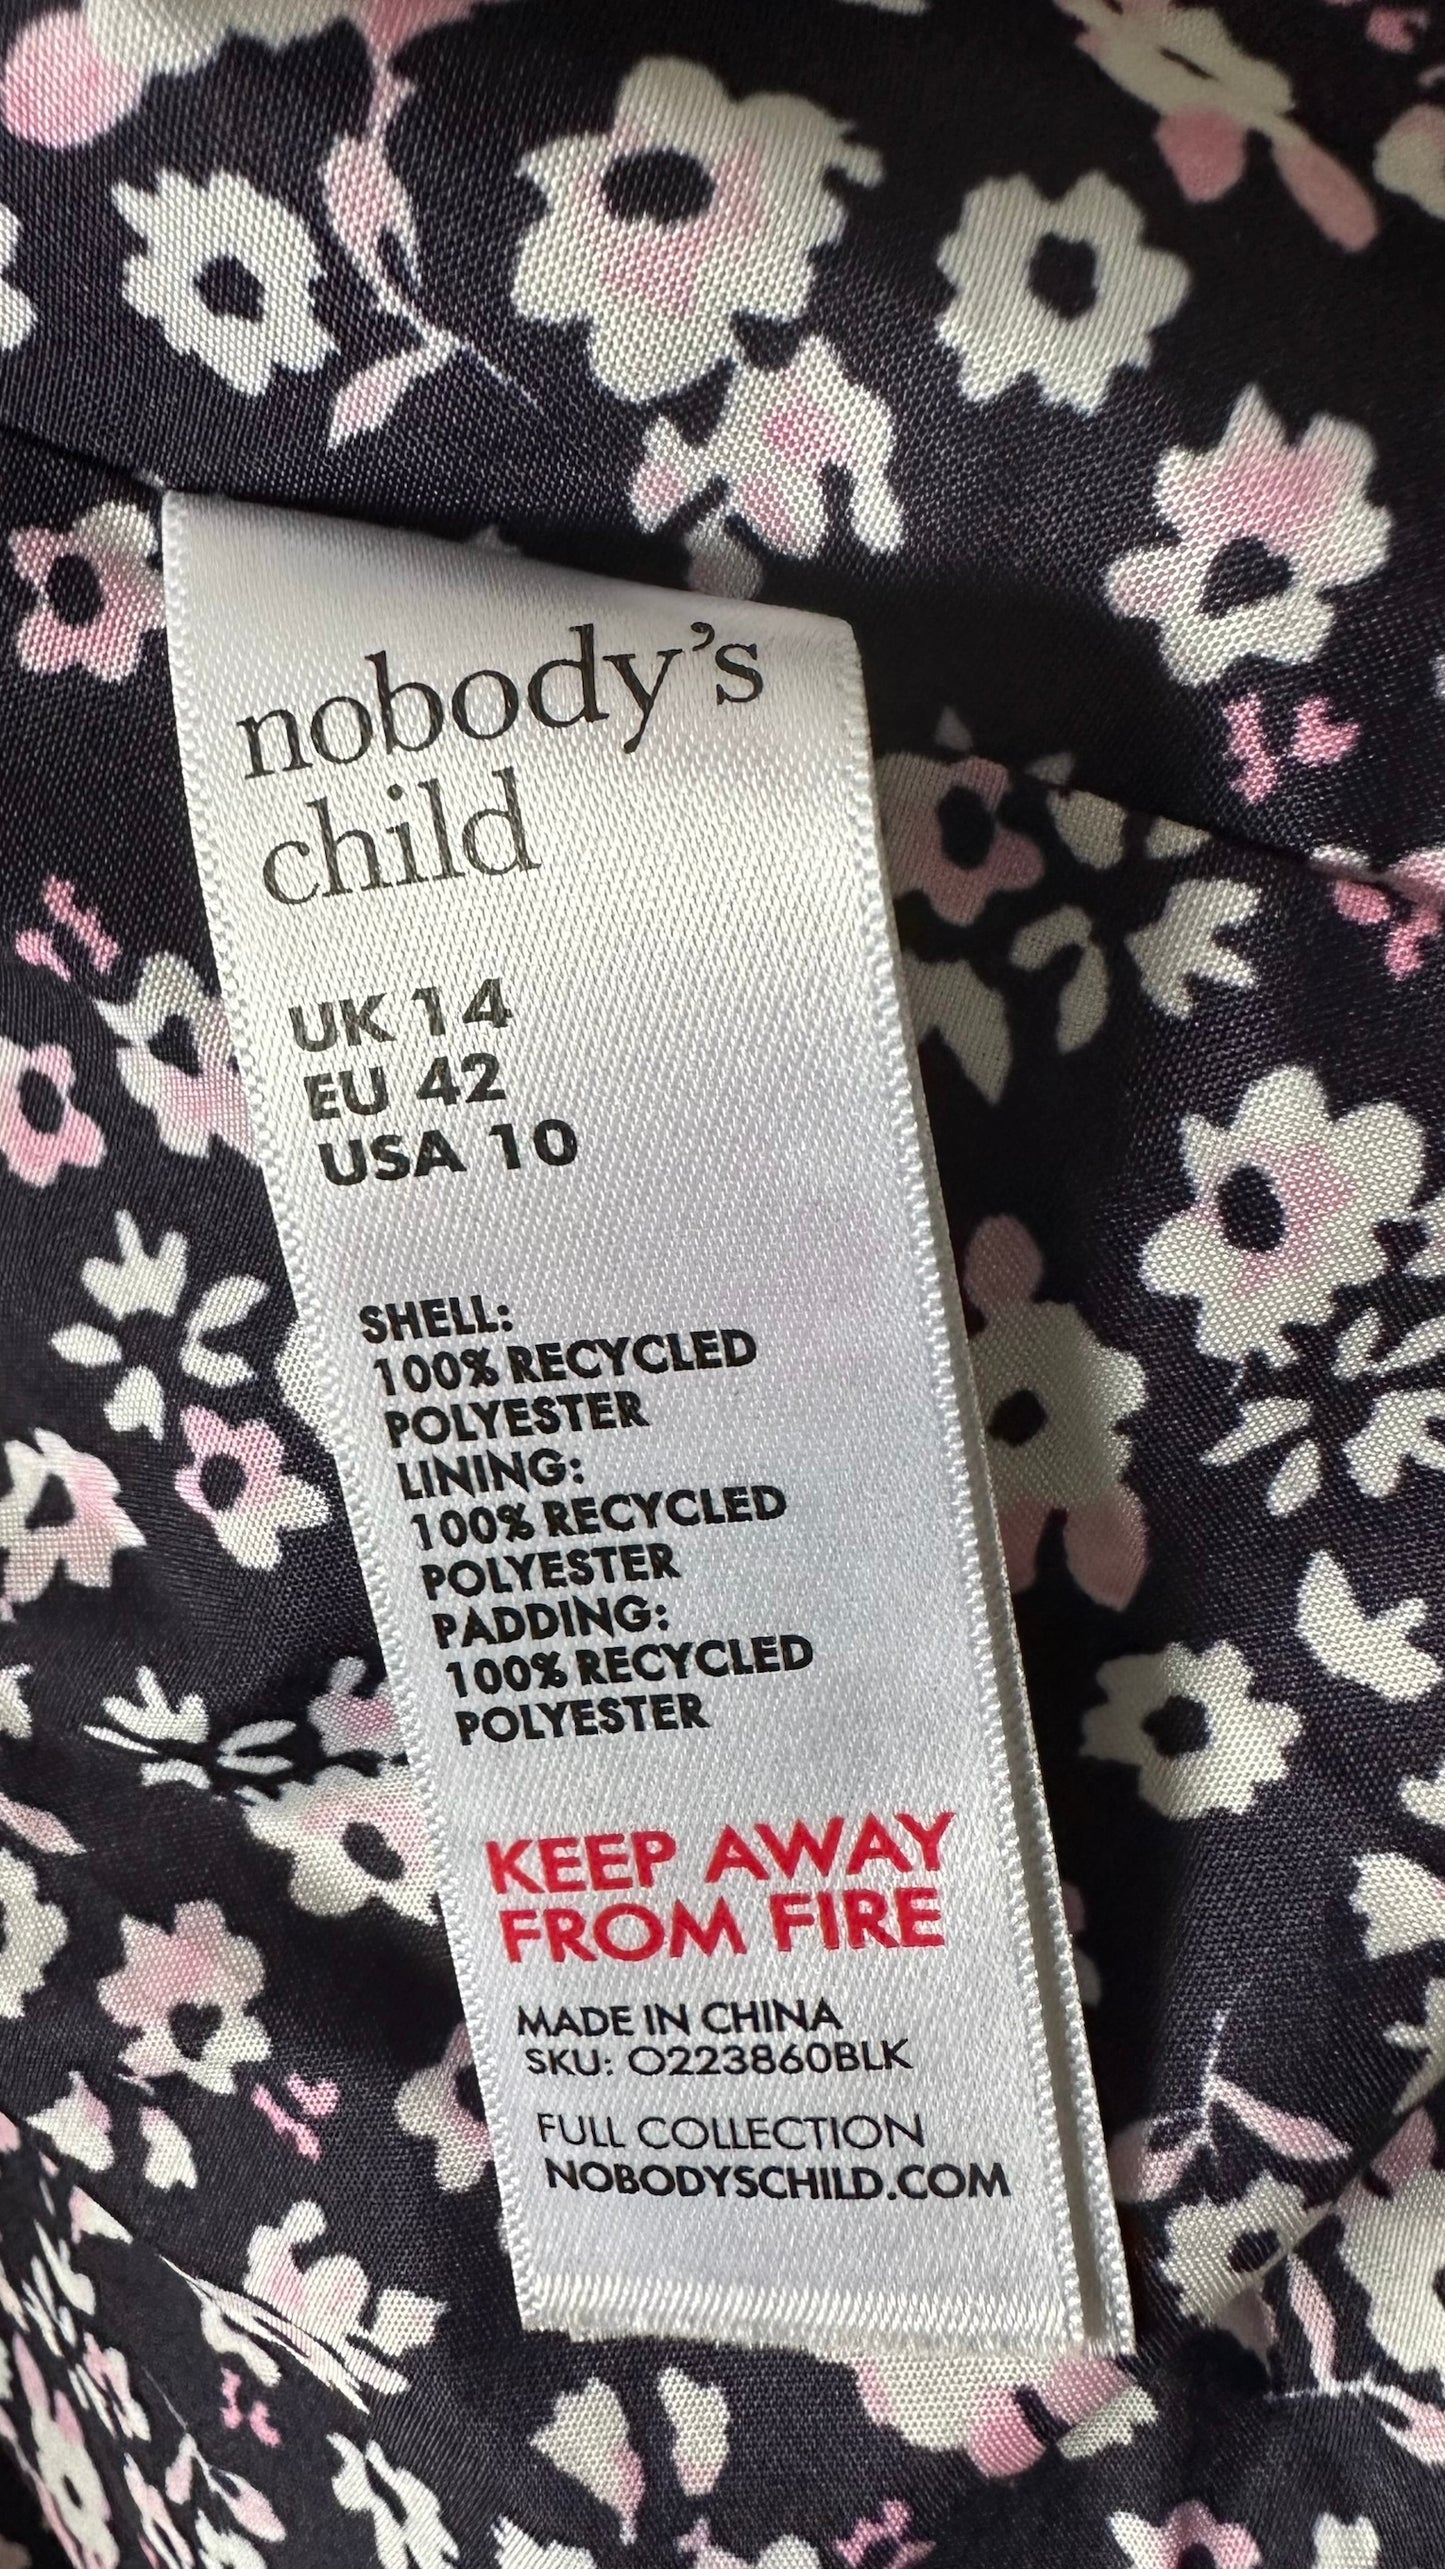 nobody's
child
UK 14
EU 42
USA 10
SHELL:
100% RECYCLED
POLYESTER
LINING:
100% RECYCLED
POLYESTER
PADDING:
100% RECYCLED
POLYESTER
KEEP AWAY
FROM FIRE
MADE IN CHINA
SKU: O223860BLK
FULL COLLECTION
NOBODYSCHILD.COM